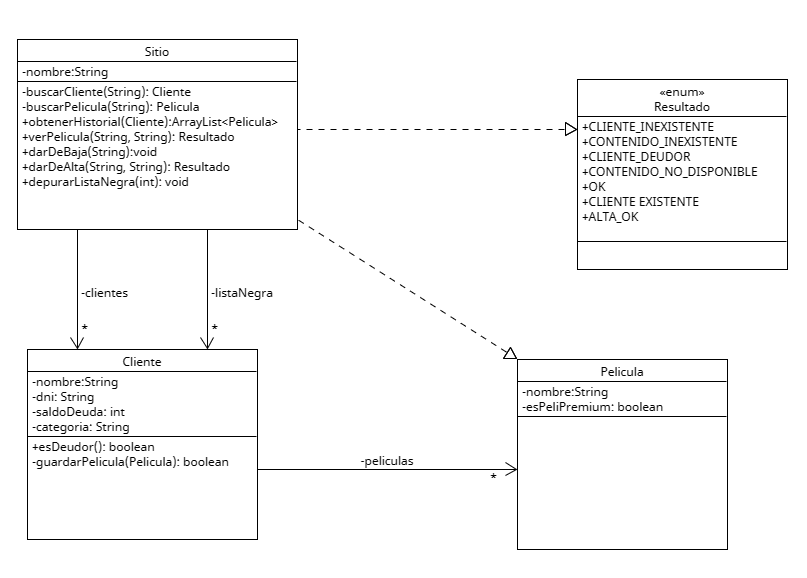 Sitio
-nombre:String
-buscarCliente(String): Cliente
-buscarPelicula(String): Pelicula
+obtenerHistorial(Cliente):ArrayList<Pelicula>
+verPelicula(String, String): Resultado
+darDeBaja(String):void
+darDeAlta(String, String): Resultado
+depurarListaNegra(int): void
«enum»
Resultado
+CLIENTE_INEXISTENTE
+CONTENIDO_INEXISTENTE
+CLIENTE_DEUDOR
+CONTENIDO_NO_DISPONIBLE
+OK
+CLIENTE EXISTENTE
+ALTA_OK
-clientes
*
-listaNegra
*
Cliente
-nombre:String
-dni: String
-saldoDeuda: int
-categoria: String
+esDeudor(): boolean
-guardarPelicula(Pelicula): boolean
-peliculas
*
Pelicula
-nombre:String
-esPeliPremium: boolean